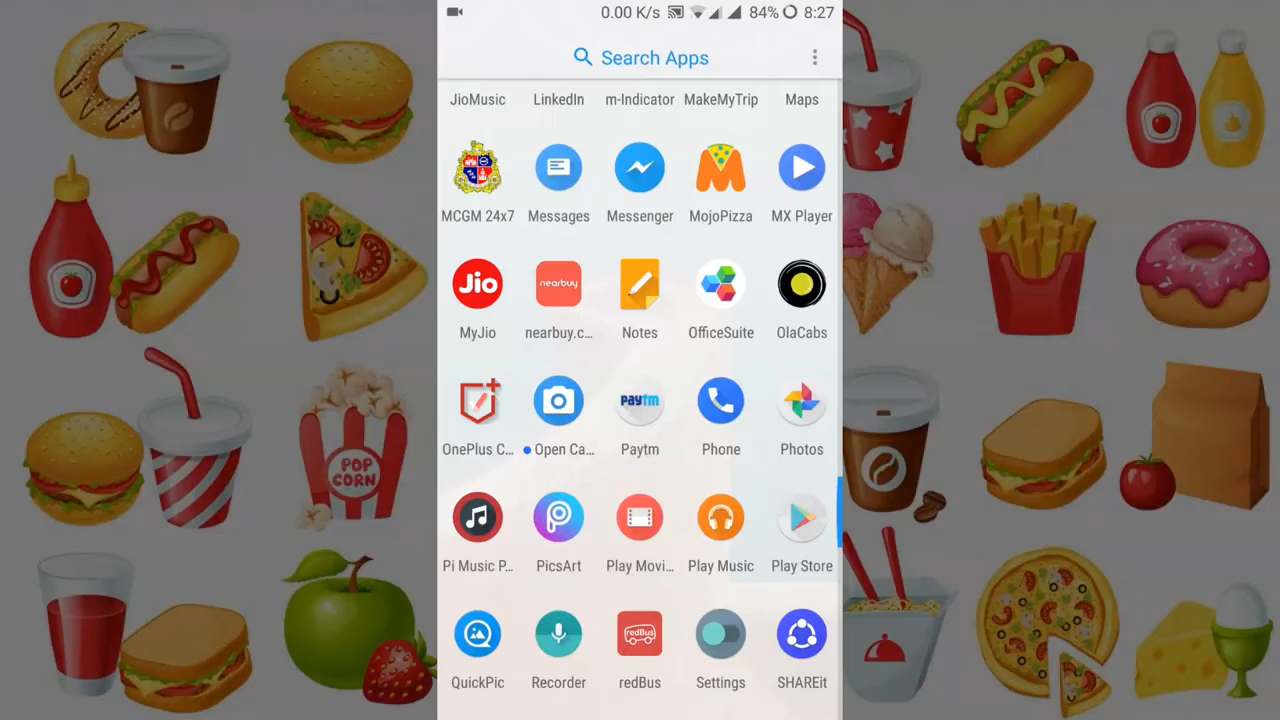 0.00 K/s 84% 8:27
Search Apps
JioMusic LinkedIn m-Indicator MakeMyTrip Maps
MCGM 24x7 Messages Messenger MojoPizza MX Player
Jio nearbuy
MyJio nearbuy.c... Notes OfficeSuite OlaCabs
Paytm
OnePlus C... Open Ca... Paytm Phone Photos
POP
CORN
Pi Music P... PicsArt Play Movi... Play Music Play Store
redBus
QuickPic Recorder redBus Settings SHAREit